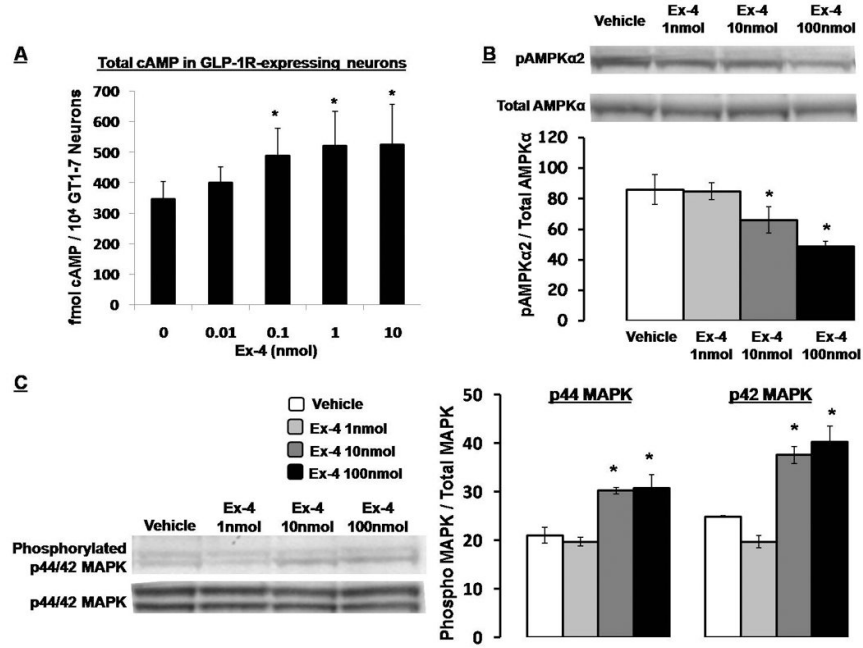 A
Total cAMP in GLP-1R-expressing neurons
fmol cAMP / 10⁶ GT1-7 Neurons
700
600
500
400
300
200
100
0
* * *
0 0.01 0.1 1 10
Ex-4 (nmol)
B
Vehicle Ex-4 1nmol Ex-4 10nmol Ex-4 100nmol
pAMPKα2
Total AMPKα
pAMPKα2 / Total AMPKα
120
100
80
60
40
20
0
* *
Vehicle Ex-4 1nmol Ex-4 10nmol Ex-4 100nmol
C
Vehicle
Ex-4 1nmol
Ex-4 10nmol
Ex-4 100nmol
Vehicle Ex-4 1nmol Ex-4 10nmol Ex-4 100nmol
Phosphorylated
p44/42 MAPK
p44/42 MAPK
Phospho MAPK / Total MAPK
50
40
30
20
10
0
p44 MAPK p42 MAPK
* * * *